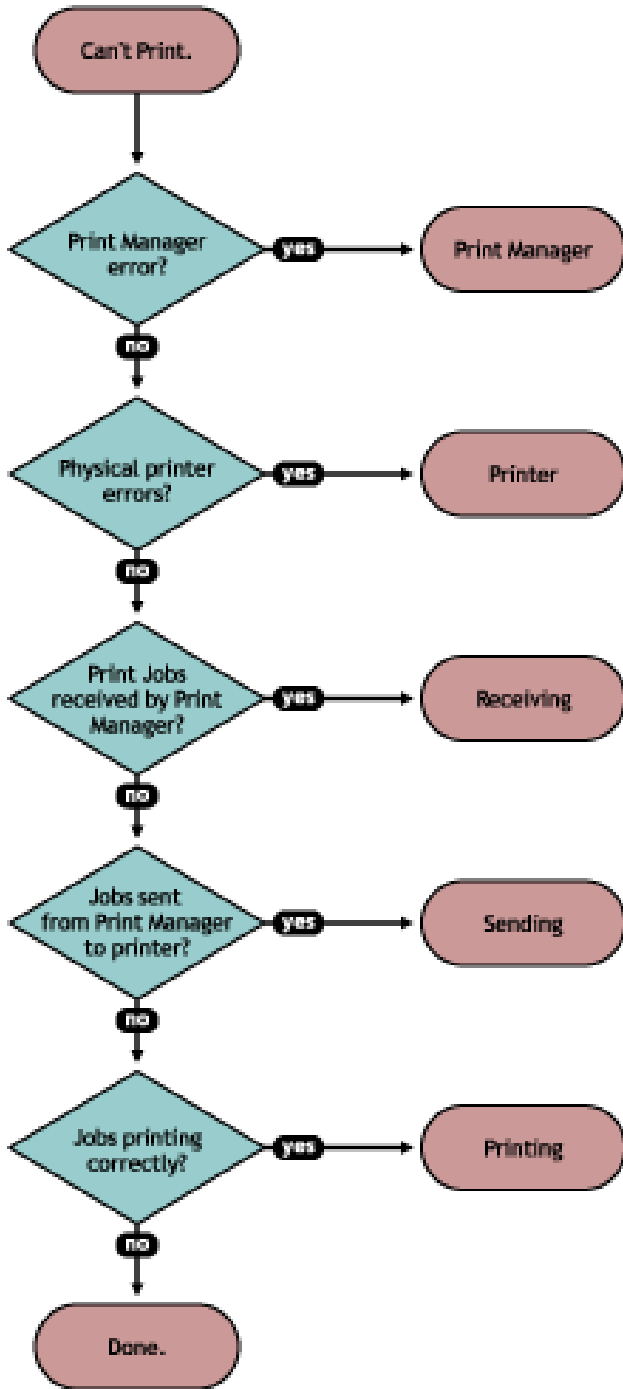 Can't Print.
Print Manager
error?
yes
Print Manager
no
Physical printer
errors?
yes
Printer
no
Print Jobs
received by Print
Manager?
yes
Receiving
no
Jobs sent
from Print Manager
to printer?
yes
Sending
no
Jobs printing
correctly?
yes
Printing
no
Done.